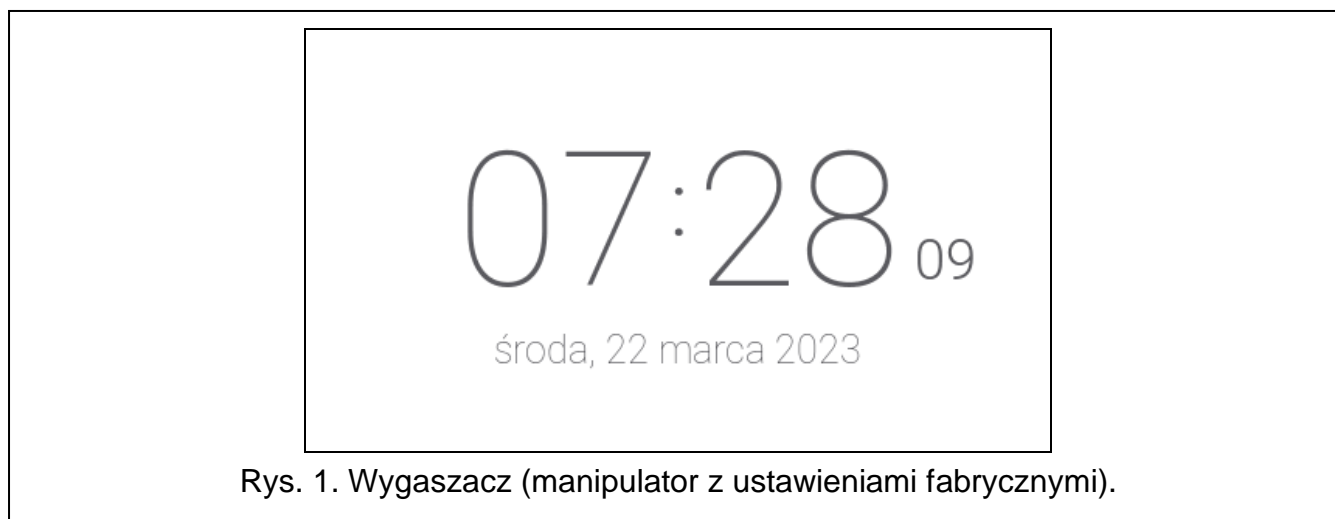 07:28 09
środa, 22 marca 2023
Rys. 1. Wygaszacz (manipulator z ustawieniami fabrycznymi).